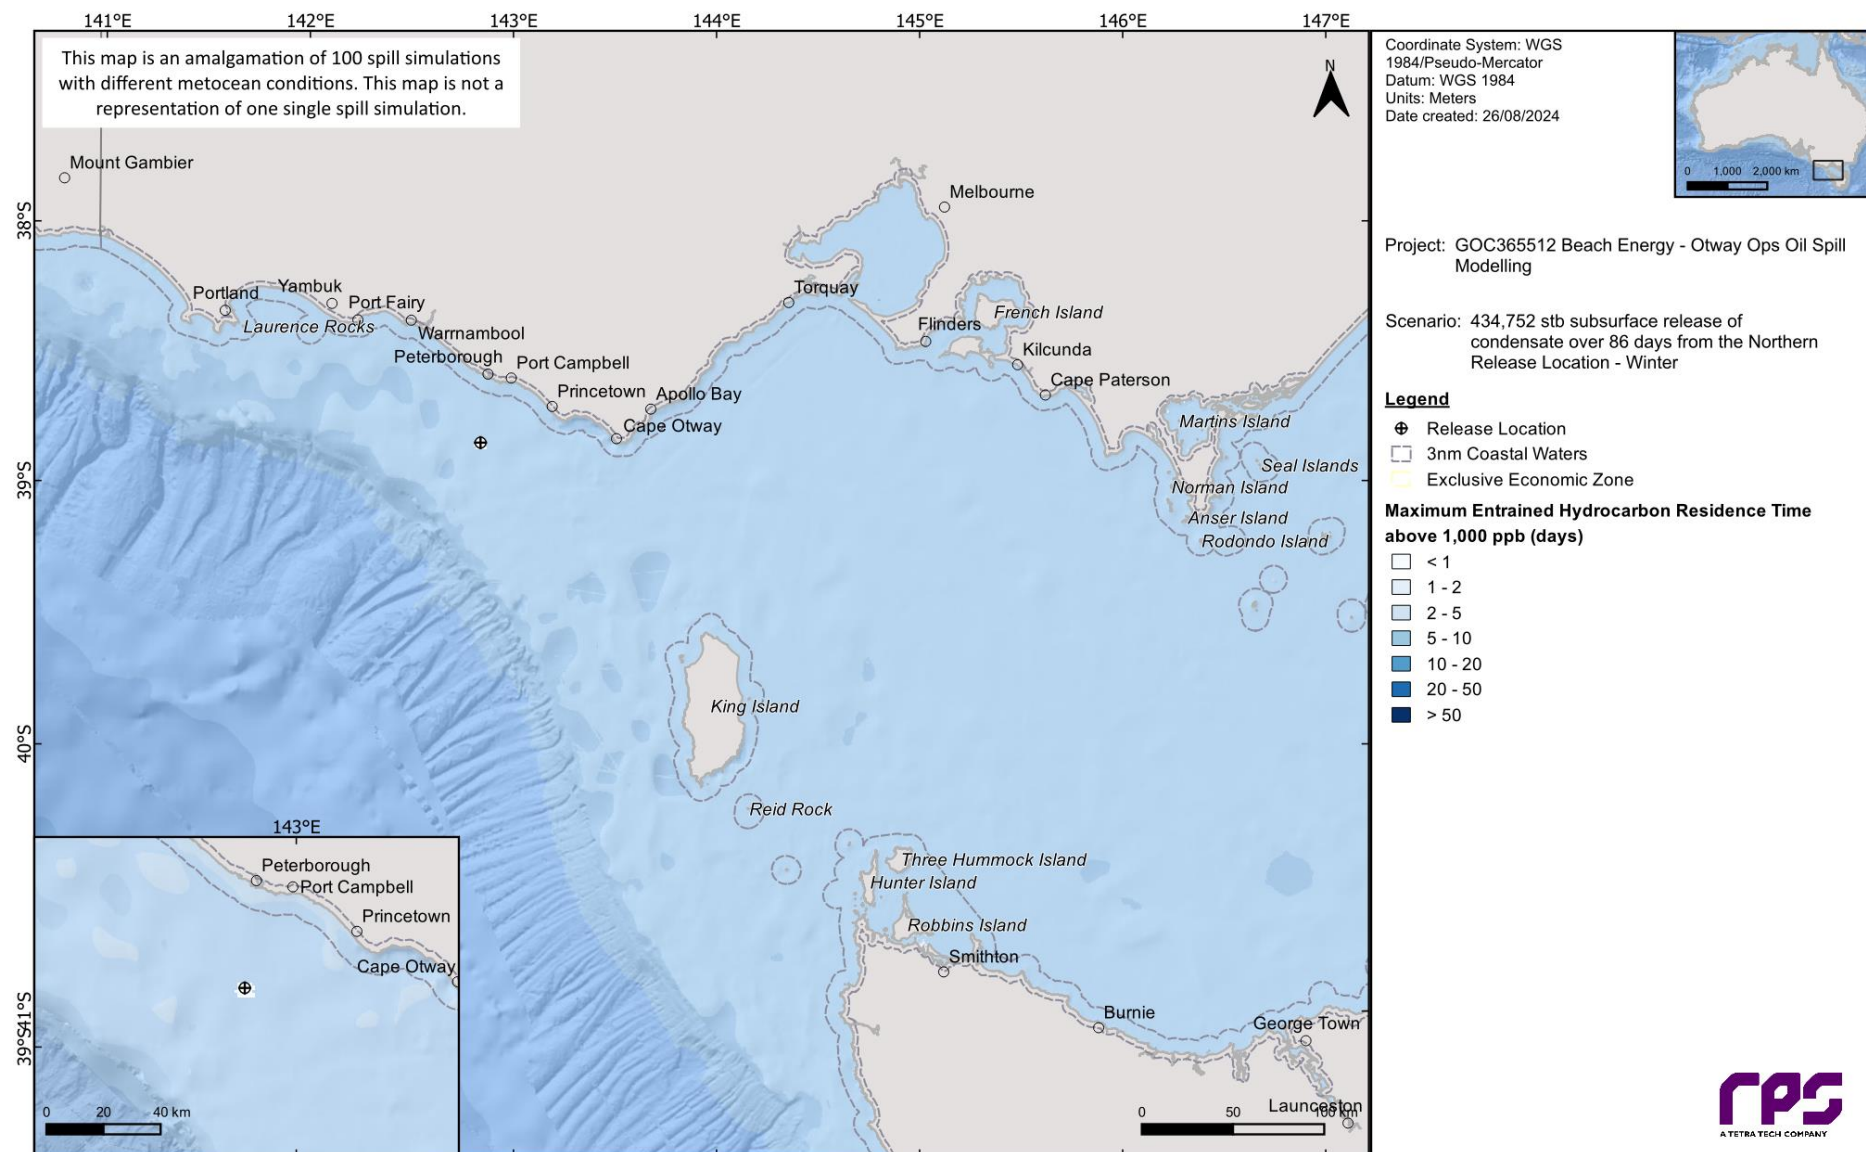 141°E
142°E
143°E
144°E
145°E
146°E
147°E
This map is an amalgamation of 100 spill simulations
with different metocean conditions. This map is not a
representation of one single spill simulation.
N
38°S
39°S
40°S
41°S
Mount Gambier
Melbourne
Portland
Yambuk
Port Fairy
Laurence Rocks
Warrnambool
Peterborough
Port Campbell
Princetown
Apollo Bay
Cape Otway
Torquay
Flinders
French Island
Kilcunda
Cape Paterson
Martins Island
Seal Islands
Norman Island
Anser Island
Rodondo Island
King Island
Reid Rock
Three Hummock Island
Hunter Island
Robbins Island
Smithton
Burnie
George Town
Launceston
0 50 100 km
143°E
Peterborough
Port Campbell
Princetown
Cape Otway
39°S
0 20 40 km
Coordinate System: WGS
1984/Pseudo-Mercator
Datum: WGS 1984
Units: Meters
Date created: 26/08/2024
0 1,000 2,000 km
Project: GOC365512 Beach Energy - Otway Ops Oil Spill
Modelling
Scenario: 434,752 stb subsurface release of
condensate over 86 days from the Northern
Release Location - Winter
Legend
Release Location
3nm Coastal Waters
Exclusive Economic Zone
Maximum Entrained Hydrocarbon Residence Time
above 1,000 ppb (days)
< 1
1 - 2
2 - 5
5 - 10
10 - 20
20 - 50
> 50
rps
A TETRA TECH COMPANY